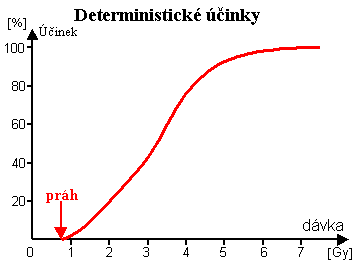 Deterministické účinky
[%]
Účinek
100
80
60
40
20
práh
dávka
0 1 2 3 4 5 6 7 [Gy]